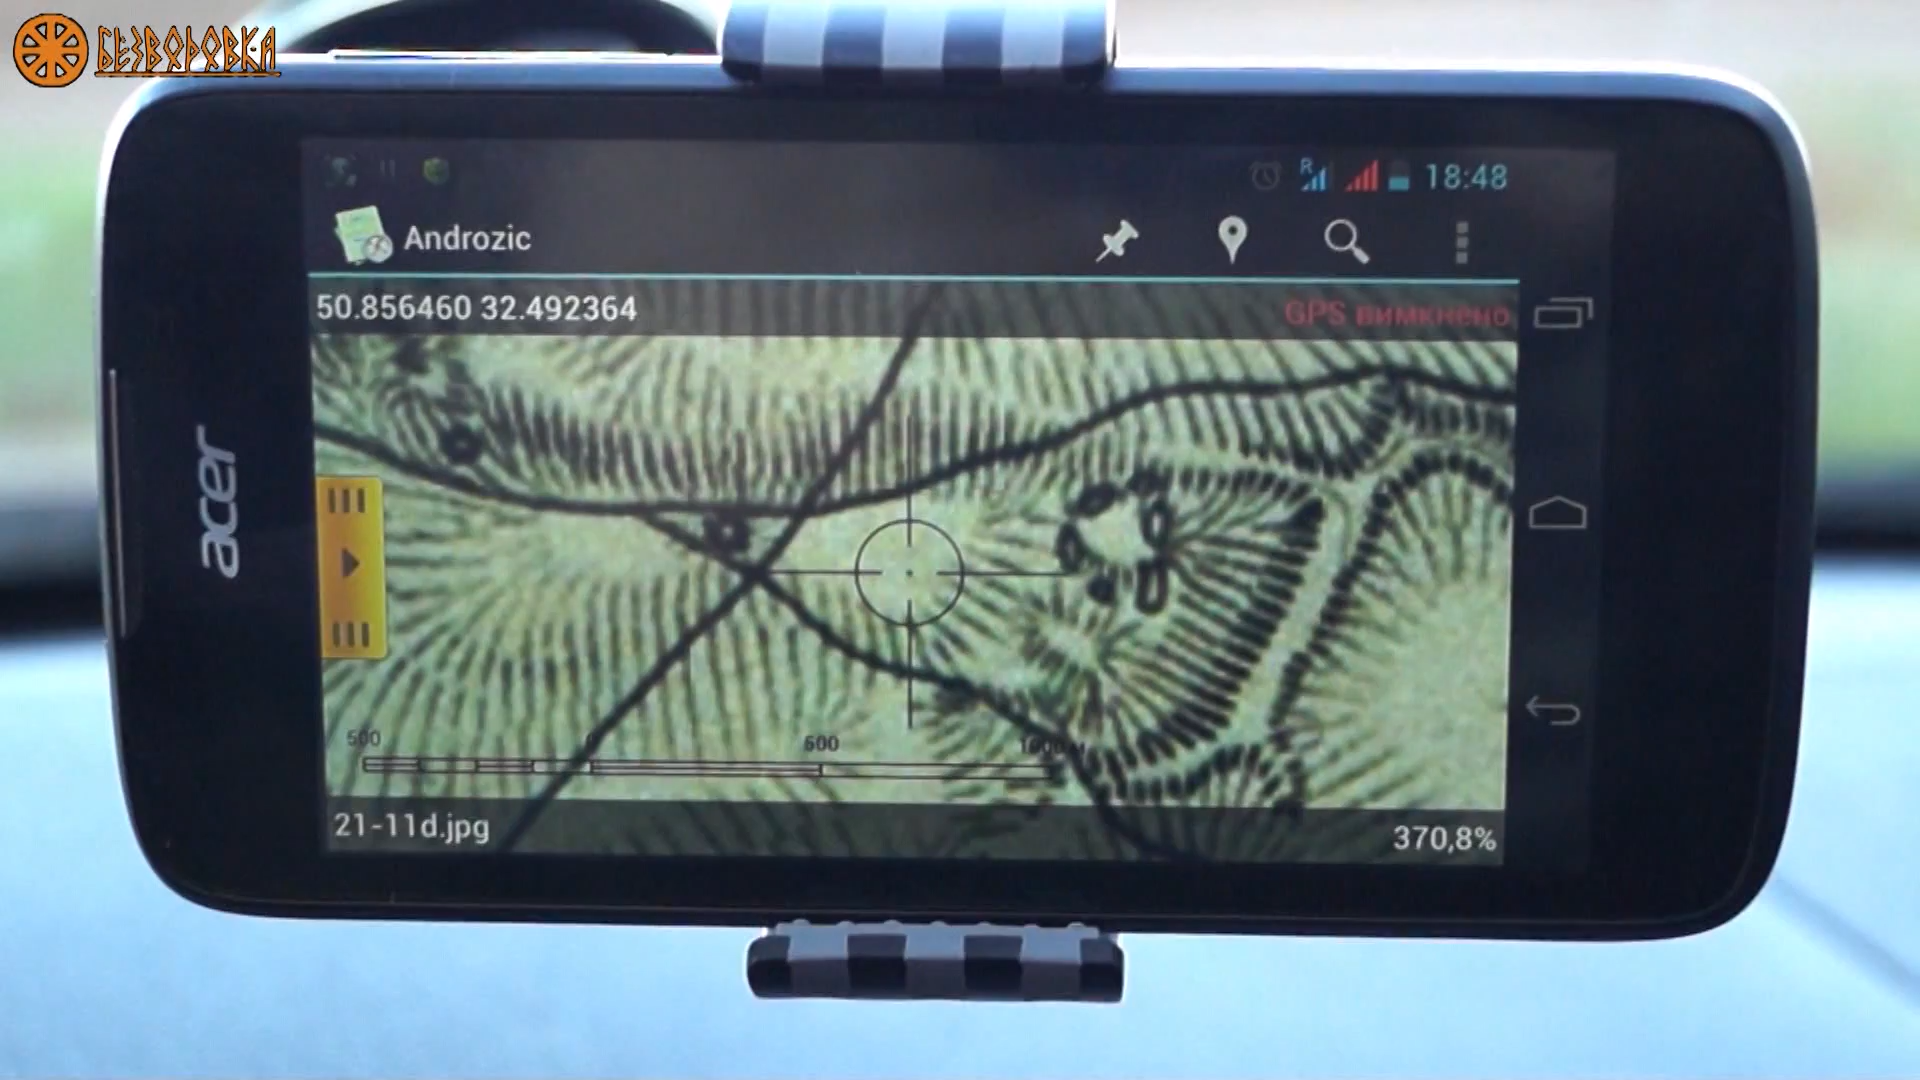 БЕЗВОДОВКА
R
18:48
Androzic
50.856460 32.492364
GPS вимкнено
acer
500 0 500 1000 м
21-11d.jpg
370,8%